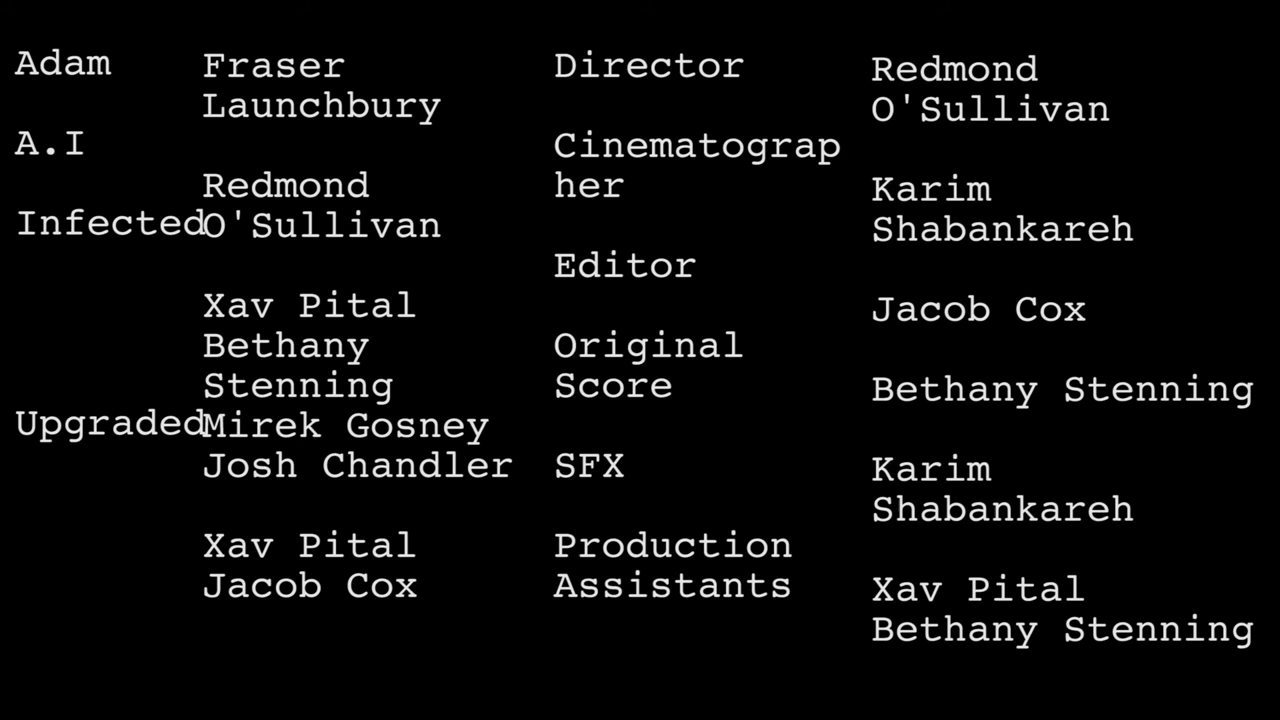 Adam
A.I
Infected
Upgraded
Fraser
Launchbury
Redmond
O'Sullivan
Xav Pital
Bethany
Stenning
Mirek Gosney
Josh Chandler
Xav Pital
Jacob Cox
Director
Cinematograp
her
Editor
Original
Score
SFX
Production
Assistants
Redmond
O'Sullivan
Karim
Shabankareh
Jacob Cox
Bethany Stenning
Karim
Shabankareh
Xav Pital
Bethany Stenning